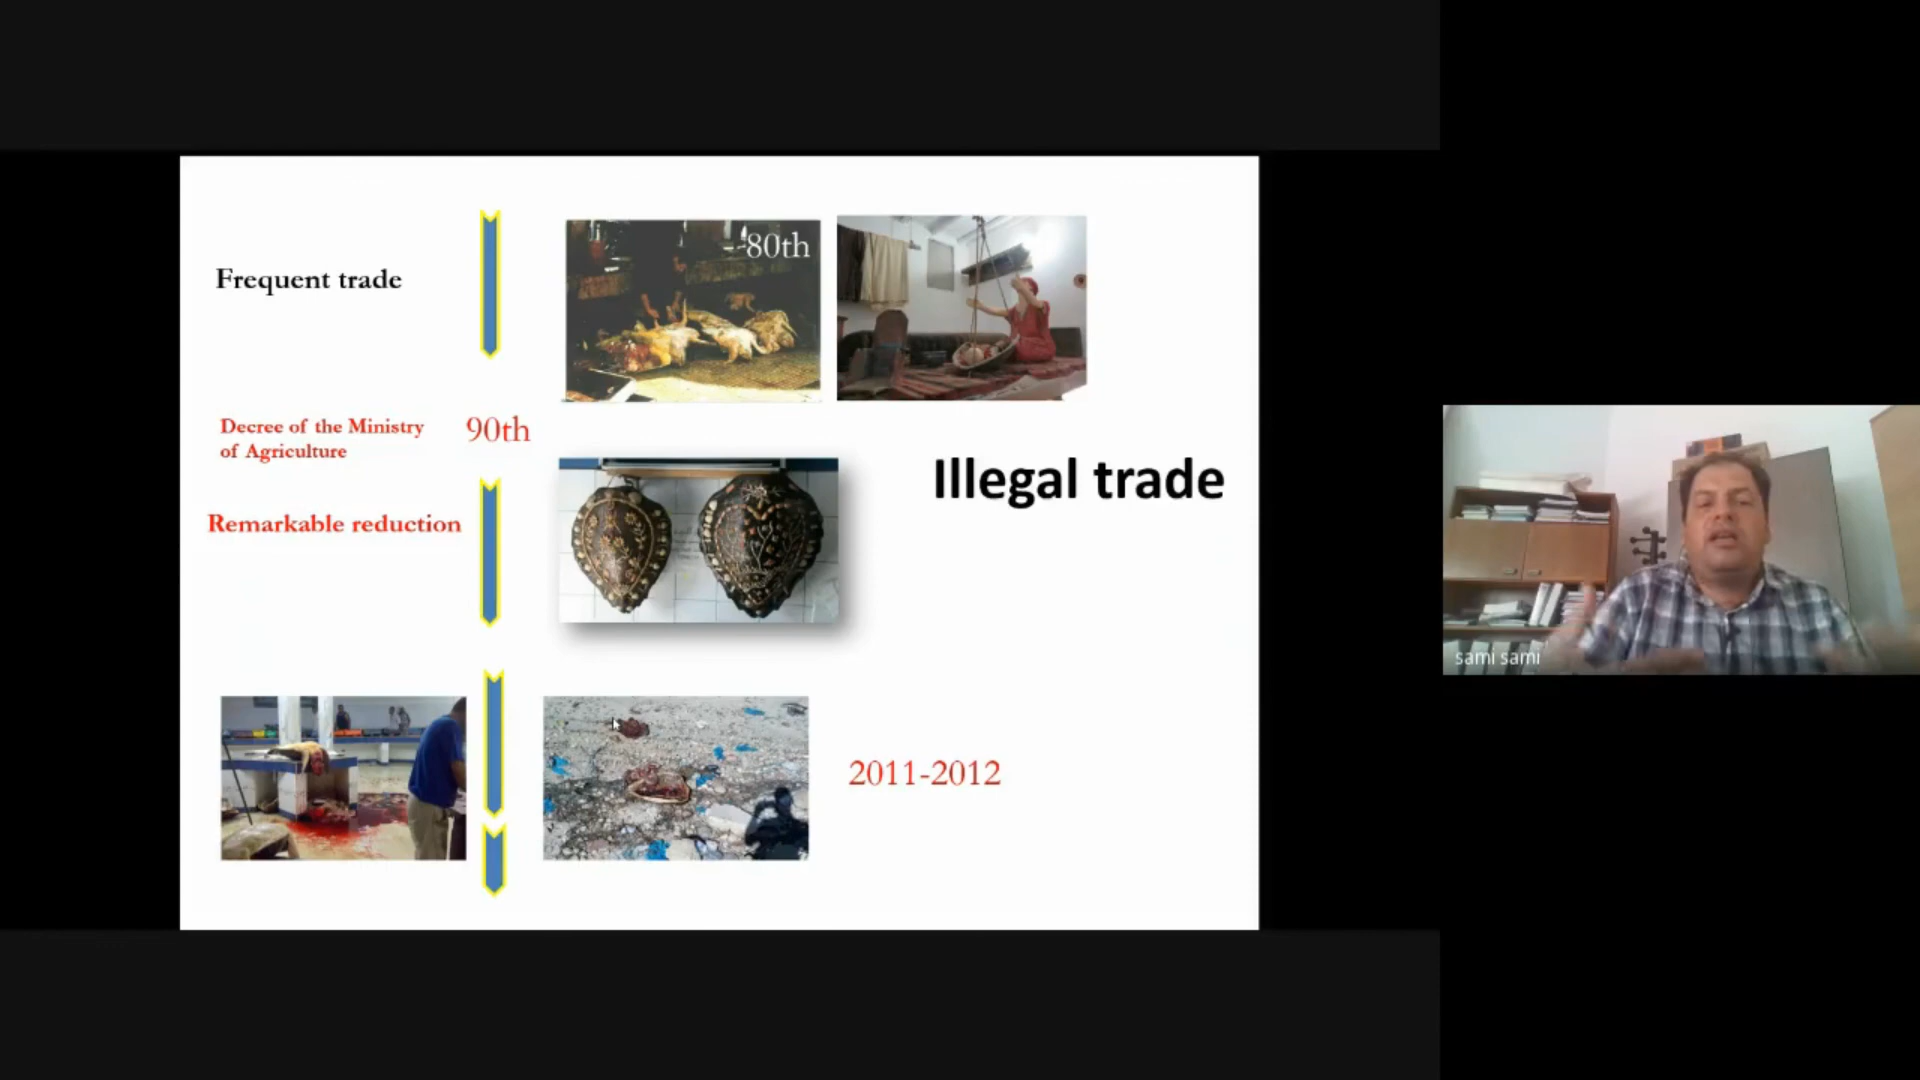 80th
Frequent trade
Decree of the Ministry
of Agriculture
90th
Illegal trade
Remarkable reduction
2011-2012
sami sami